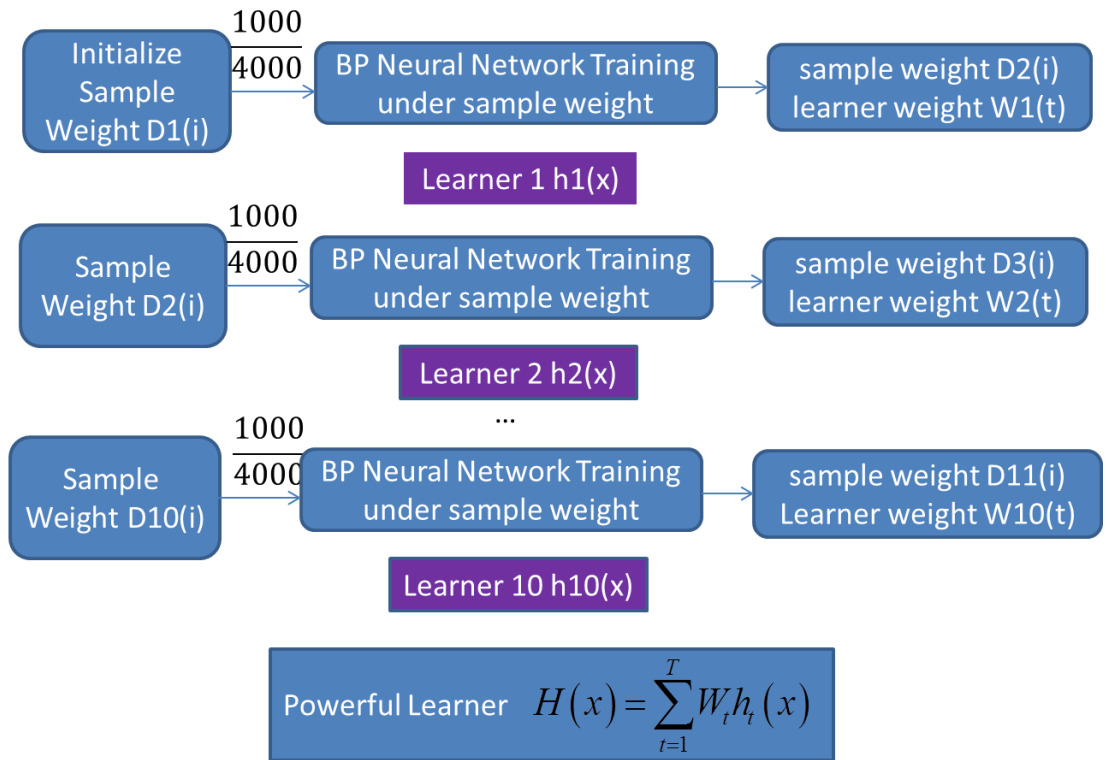 Initialize
Sample
Weight D1(i)
1000
4000
BP Neural Network Training
under sample weight
sample weight D2(i)
learner weight W1(t)
Learner 1 h1(x)
Sample
Weight D2(i)
1000
4000
BP Neural Network Training
under sample weight
sample weight D3(i)
learner weight W2(t)
Learner 2 h2(x)
...
Sample
Weight D10(i)
1000
4000
BP Neural Network Training
under sample weight
sample weight D11(i)
Learner weight W10(t)
Learner 10 h10(x)
Powerful Learner H(x) = ∑_{t=1}^{T} W_t h_t(x)